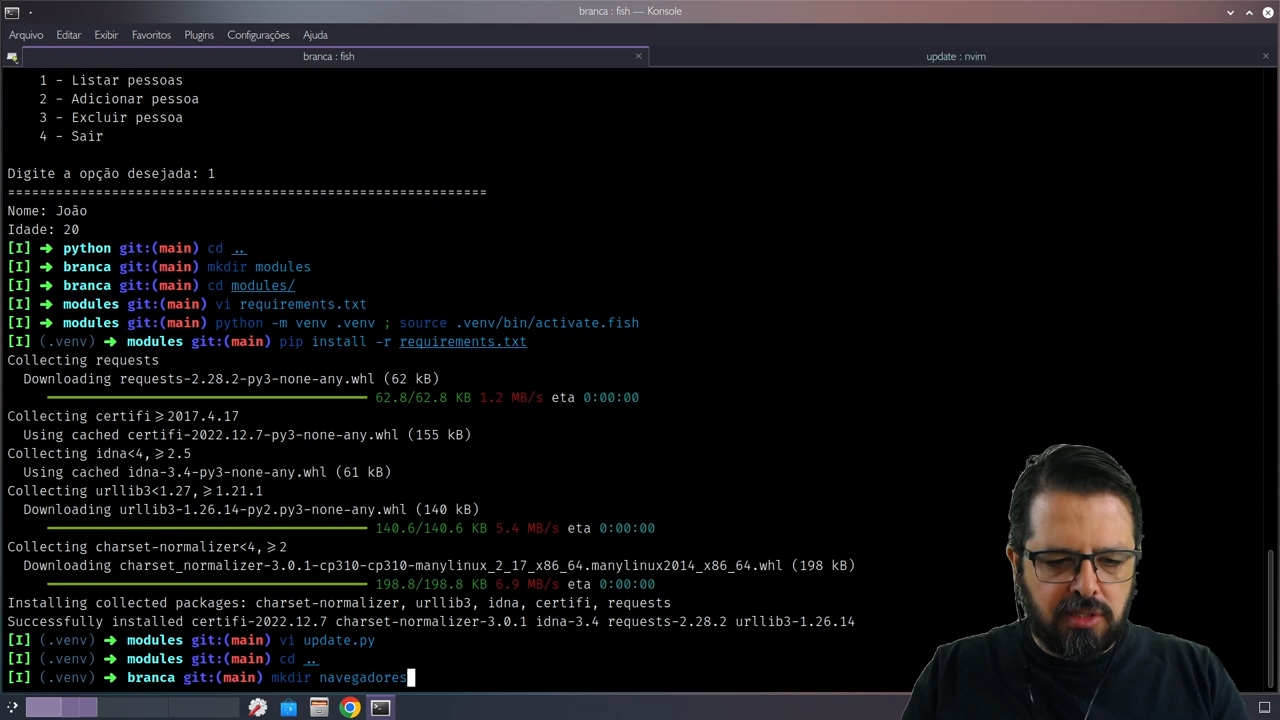 branca : fish — Konsole
Arquivo Editar Exibir Favoritos Plugins Configurações Ajuda
branca : fish
update : nvim
1 - Listar pessoas
2 - Adicionar pessoa
3 - Excluir pessoa
4 - Sair
Digite a opção desejada: 1
============================================================
Nome: João
Idade: 20
[I] ➜ python git:(main) cd ..
[I] ➜ branca git:(main) mkdir modules
[I] ➜ branca git:(main) cd modules/
[I] ➜ modules git:(main) vi requirements.txt
[I] ➜ modules git:(main) python -m venv .venv ; source .venv/bin/activate.fish
[I] (.venv) ➜ modules git:(main) pip install -r requirements.txt
Collecting requests
Downloading requests-2.28.2-py3-none-any.whl (62 kB)
62.8/62.8 KB 1.2 MB/s eta 0:00:00
Collecting certifi≥2017.4.17
Using cached certifi-2022.12.7-py3-none-any.whl (155 kB)
Collecting idna<4,≥2.5
Using cached idna-3.4-py3-none-any.whl (61 kB)
Collecting urllib3<1.27,≥1.21.1
Downloading urllib3-1.26.14-py2.py3-none-any.whl (140 kB)
140.6/140.6 KB 5.4 MB/s eta 0:00:00
Collecting charset-normalizer<4,≥2
Downloading charset_normalizer-3.0.1-cp310-cp310-manylinux_2_17_x86_64.manylinux2014_x86_64.whl (198 kB)
198.8/198.8 KB 6.9 MB/s eta 0:00:00
Installing collected packages: charset-normalizer, urllib3, idna, certifi, requests
Successfully installed certifi-2022.12.7 charset-normalizer-3.0.1 idna-3.4 requests-2.28.2 urllib3-1.26.14
[I] (.venv) ➜ modules git:(main) vi update.py
[I] (.venv) ➜ modules git:(main) cd ..
[I] (.venv) ➜ branca git:(main) mkdir navegadores